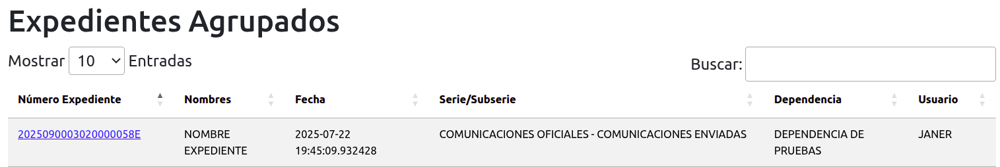 Expedientes Agrupados
Mostrar 10 Entradas Buscar:
Número Expediente Nombres Fecha Serie/Subserie Dependencia Usuario
2025090003020000058E NOMBRE 2025-07-22 COMUNICACIONES OFICIALES - COMUNICACIONES ENVIADAS DEPENDENCIA DE JANER
EXPEDIENTE 19:45:09.932428 PRUEBAS